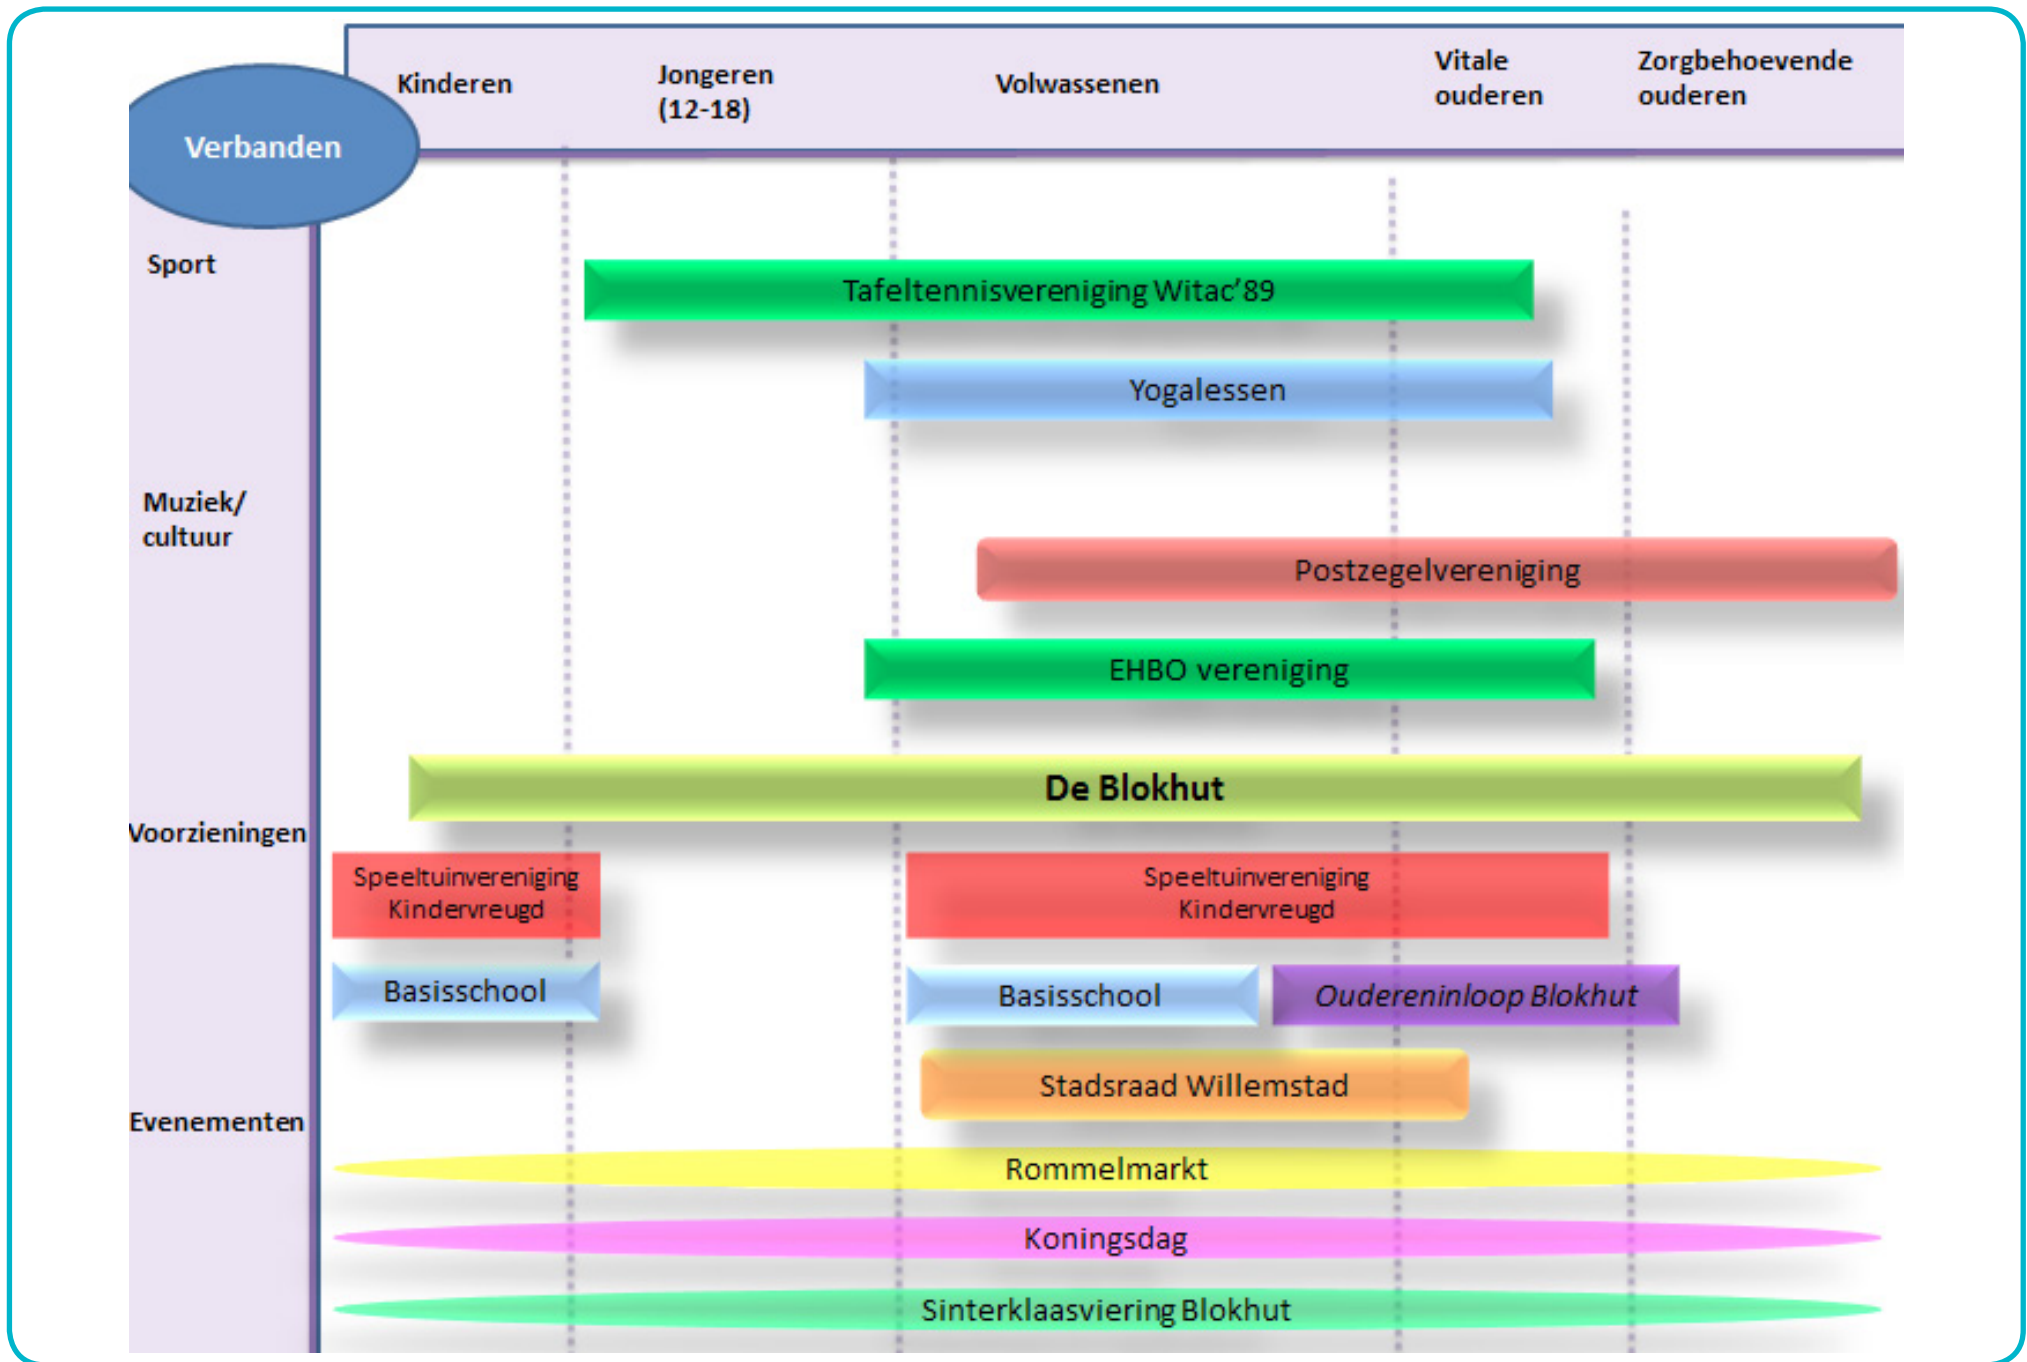 Kinderen
Jongeren
(12-18)
Volwassenen
Vitale
ouderen
Zorgbehoevende
ouderen
Verbanden
Sport
Tafeltennisvereniging Witac’89
Yogalessen
Muziek/
cultuur
Postzegelvereniging
EHBO vereniging
De Blokhut
Voorzieningen
Speeltuinvereniging
Kindervreugd
Speeltuinvereniging
Kindervreugd
Basisschool
Basisschool
Oudereninloop Blokhut
Stadsraad Willemstad
Evenementen
Rommelmarkt
Koningsdag
Sinterklaasviering Blokhut